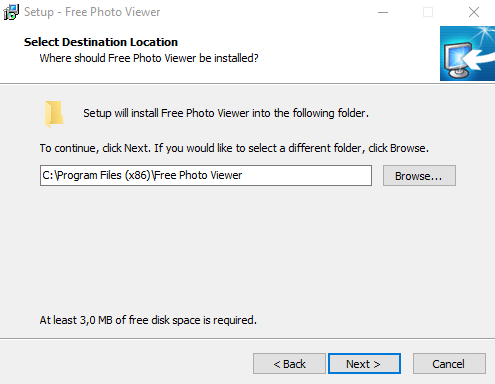 Setup - Free Photo Viewer
Select Destination Location
Where should Free Photo Viewer be installed?
Setup will install Free Photo Viewer into the following folder.
To continue, click Next. If you would like to select a different folder, click Browse.
C:\Program Files (x86)\Free Photo Viewer
Browse...
At least 3,0 MB of free disk space is required.
< Back
Next >
Cancel